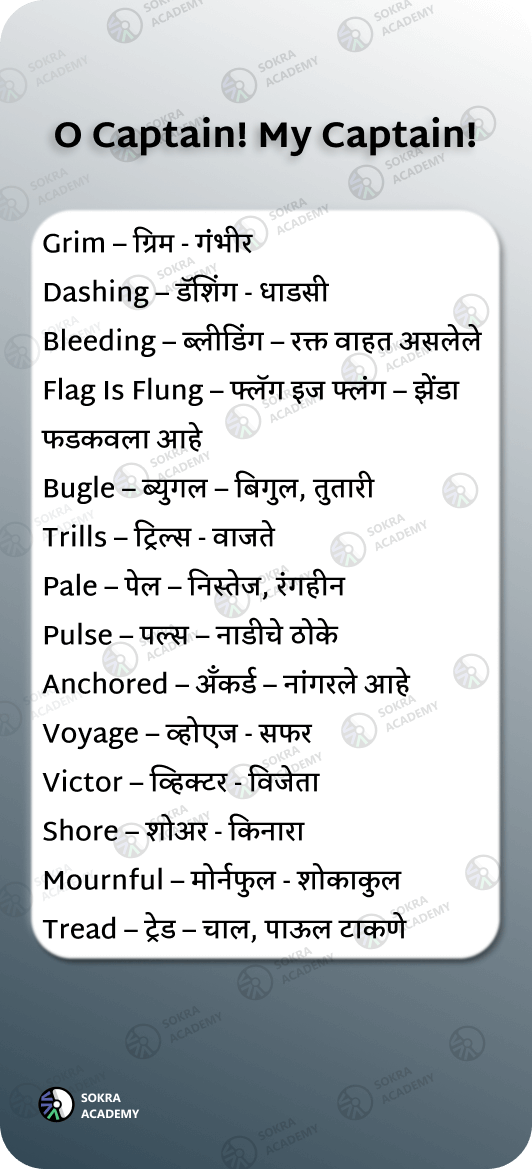 O Captain! My Captain!
Grim – ग्रिम - गंभीर
Dashing – डॅशिंग - धाडसी
Bleeding – ब्लीडिंग – रक्त वाहत असलेले
Flag Is Flung – फ्लॅग इज फ्लंग – झेंडा
फडकवला आहे
Bugle – ब्युगल – बिगुल, तुतारी
Trills – ट्रिल्स - वाजते
Pale – पेल – निस्तेज, रंगहीन
Pulse – पल्स – नाडीचे ठोके
Anchored – अँकर्ड – नांगरले आहे
Voyage – व्होएज - सफर
Victor – व्हिक्टर - विजेता
Shore – शोअर - किनारा
Mournful – मोर्नफुल - शोकाकुल
Tread – ट्रेड – चाल, पाऊल टाकणे
SOKRA
ACADEMY